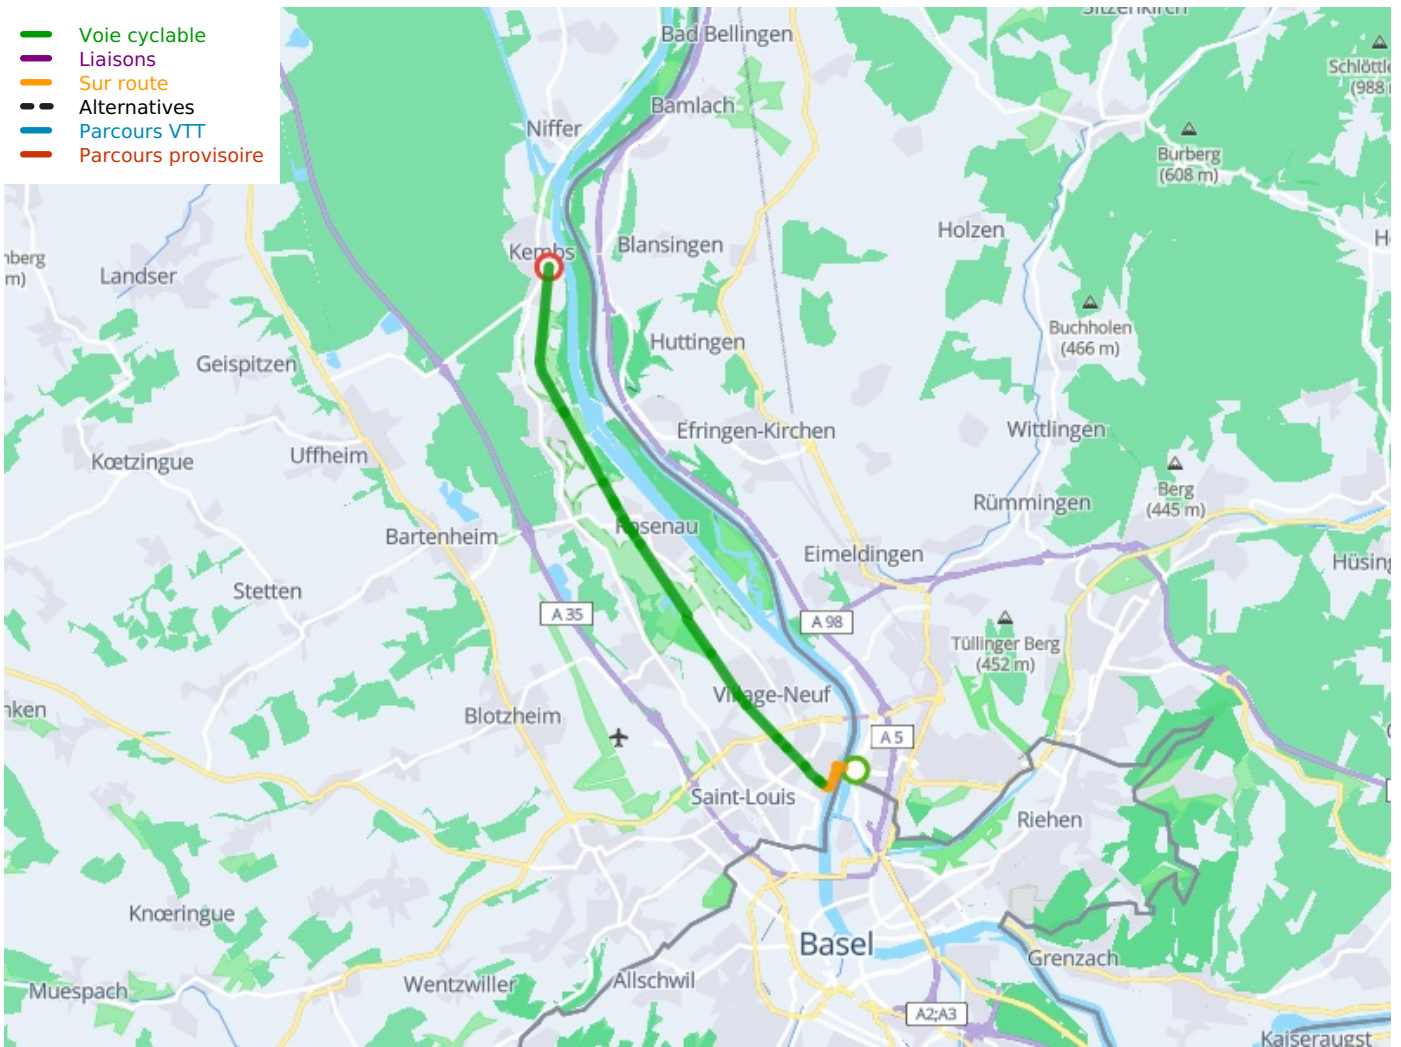 Voie cyclable
Liaisons
Sur route
Alternatives
Parcours VTT
Parcours provisoire
Bad Bellingen
Bamlach
Niffer
Burberg
(608 m)
(988
Kembs
Blansingen
Holzen
Landser
m)
Buchholen
(466 m)
Huttingen
Geispitzen
Efringen-Kirchen
Wittlingen
Uffheim
Kœtzingue
Berg
(445 m)
Rümmingen
Rosenau
Bartenheim
Eimeldingen
Stetten
A 35
A 98
Tüllinger Berg
(452 m)
Village-Neuf
Blotzheim
A 5
Saint-Louis
Riehen
Knœringue
Basel
Grenzach
Wentzwiller
Allschwil
Muespach
A2;A3
Kaiseraugst